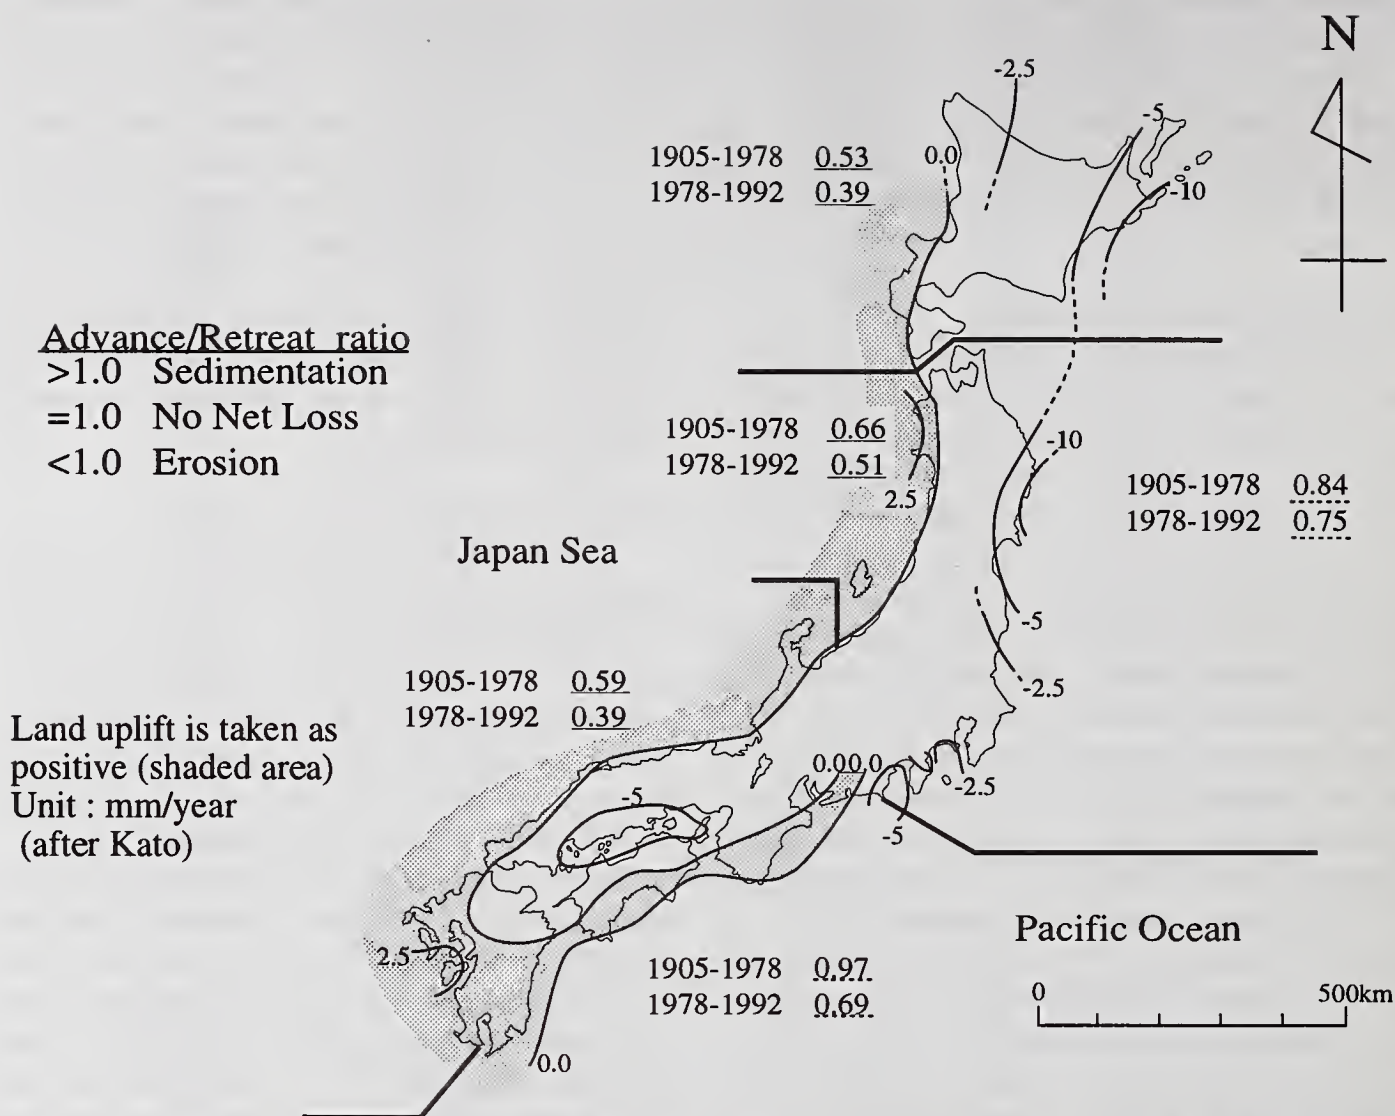 N
-2.5
-5
1905-1978 0.53
0.0
1978-1992 0.39
-10
Advance/Retreat ratio
>1.0 Sedimentation
=1.0 No Net Loss
<1.0 Erosion
1905-1978 0.66
1978-1992 0.51
2.5
-10
1905-1978 0.84
1978-1992 0.75
Japan Sea
-5
1905-1978 0.59
1978-1992 0.39
-2.5
Land uplift is taken as
positive (shaded area)
Unit : mm/year
(after Kato)
0.00.0
-2.5
-5
-5
Pacific Ocean
2.5
1905-1978 0.97
1978-1992 0.69
0 500km
0.0